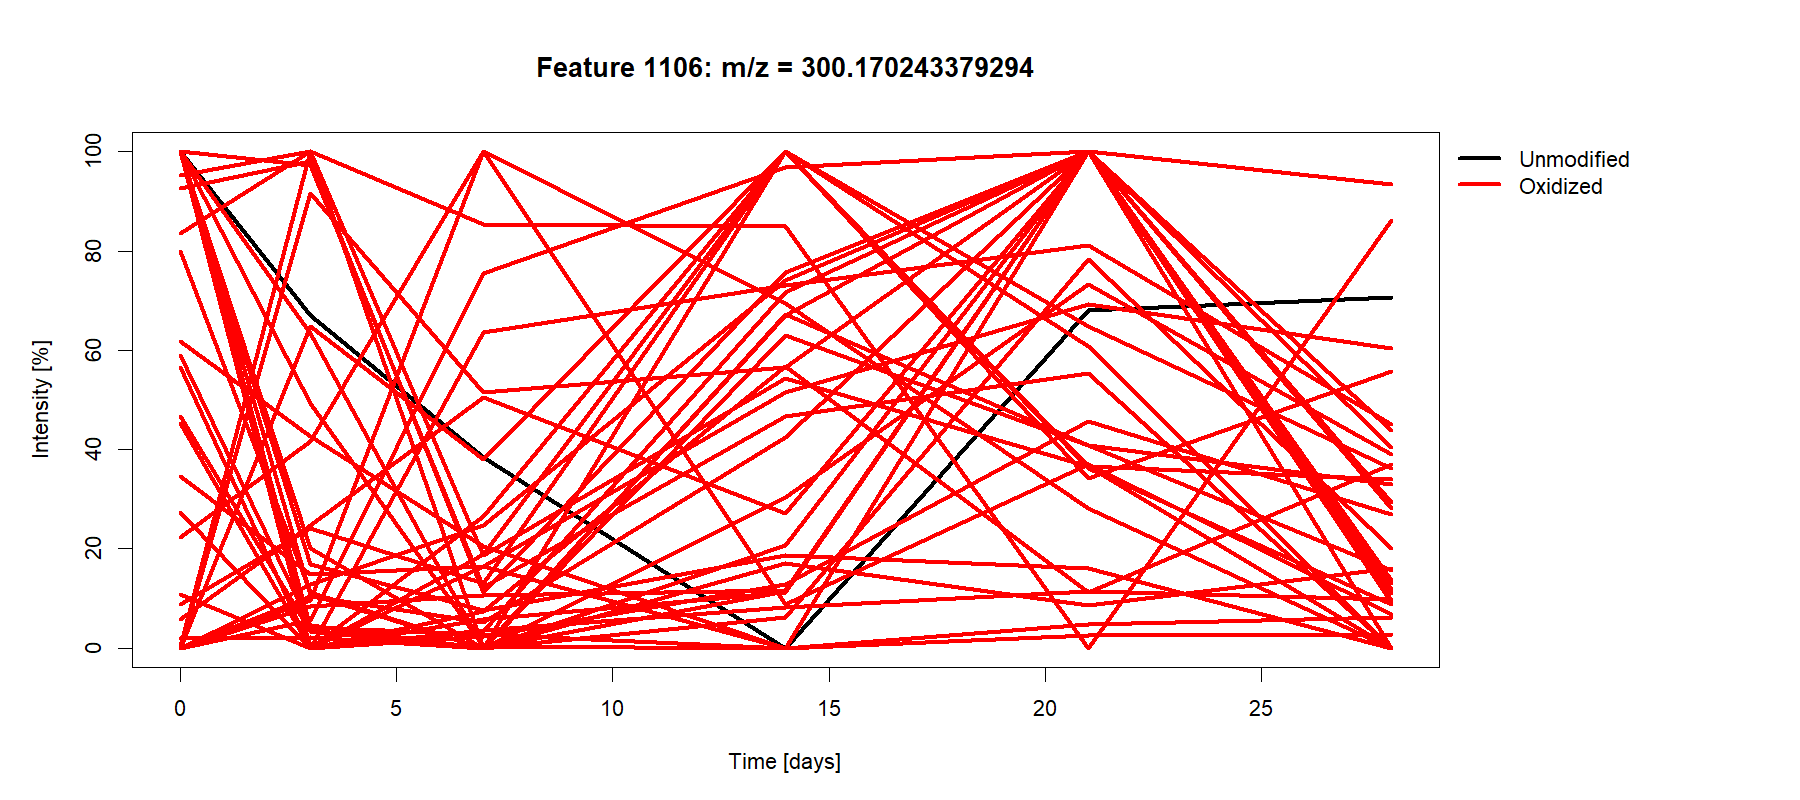 Feature 1106: m/z = 300.170243379294
Unmodified
Oxidized
Intensity [%]
100
80
60
40
20
0
0 5 10 15 20 25
Time [days]